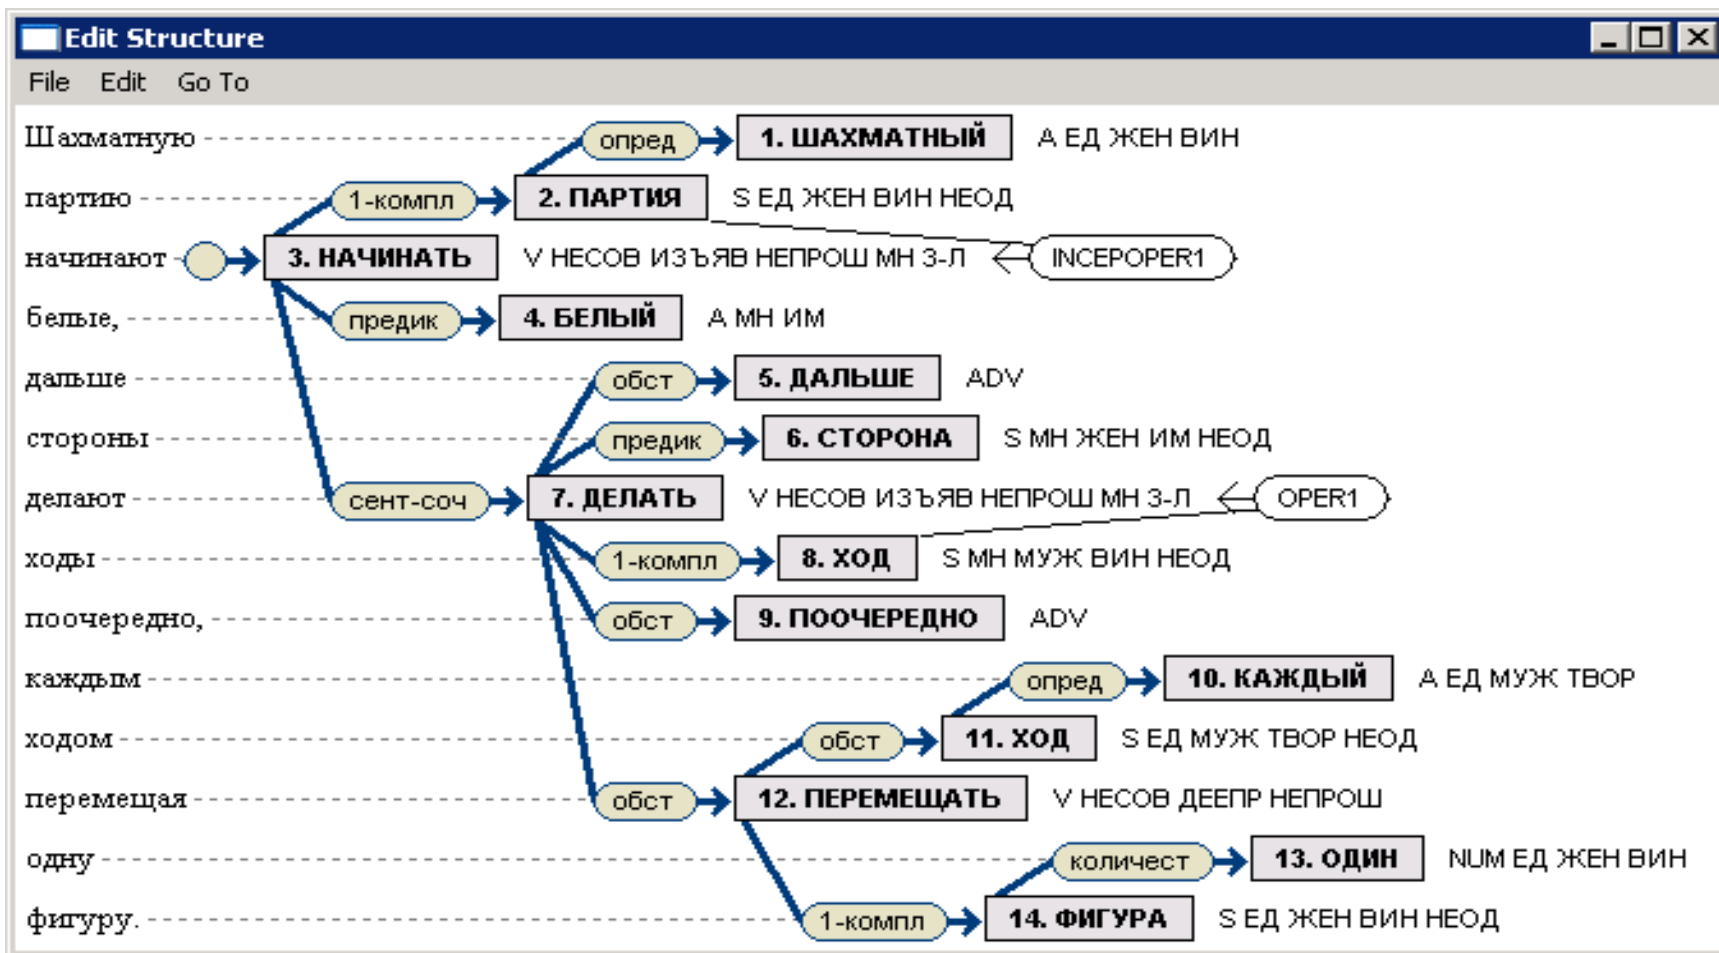 Edit Structure
File Edit Go To
Шахматную опред 1. ШАХМАТНЫЙ А ЕД ЖЕН ВИН
партию 1-компл 2. ПАРТИЯ S ЕД ЖЕН ВИН НЕОД
начинают 3. НАЧИНАТЬ V НЕСОВ ИЗЪЯВ НЕПРОШ МН 3-Л INCEPOPER1
белые, предик 4. БЕЛЫЙ А МН ИМ
дальше обст 5. ДАЛЬШЕ ADV
стороны предик 6. СТОРОНА S МН ЖЕН ИМ НЕОД
делают сент-соч 7. ДЕЛАТЬ V НЕСОВ ИЗЪЯВ НЕПРОШ МН 3-Л OPER1
ходы 1-компл 8. ХОД S МН МУЖ ВИН НЕОД
поочередно, обст 9. ПООЧЕРЕДНО ADV
каждым опред 10. КАЖДЫЙ А ЕД МУЖ ТВОР
ходом обст 11. ХОД S ЕД МУЖ ТВОР НЕОД
перемещая обст 12. ПЕРЕМЕЩАТЬ V НЕСОВ ДЕЕПР НЕПРОШ
одну количест 13. ОДИН NUM ЕД ЖЕН ВИН
фигуру. 1-компл 14. ФИГУРА S ЕД ЖЕН ВИН НЕОД